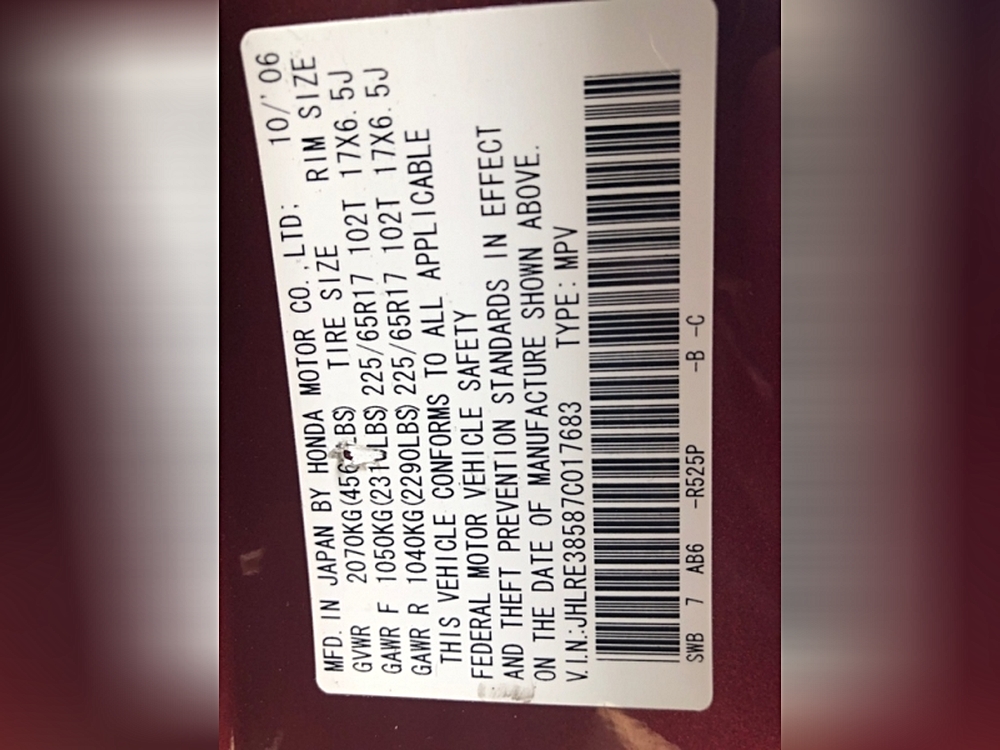 MFD. IN JAPAN BY HONDA MOTOR CO., LTD; 10/'06
GVWR 2070KG TIRE SIZE RIM SIZE
GAWR F 1050KG 225/65R17 102T 17X6.5J
GAWR R 1040KG(2290LBS) 225/65R17 102T 17X6.5J
THIS VEHICLE CONFORMS TO ALL APPLICABLE
FEDERAL MOTOR VEHICLE SAFETY
AND THEFT PREVENTION STANDARDS IN EFFECT
ON THE DATE OF MANUFACTURE SHOWN ABOVE.
V.I.N.:JHLRE38587C017683 TYPE: MPV
SWB 7 AB6 -R525P -B -C